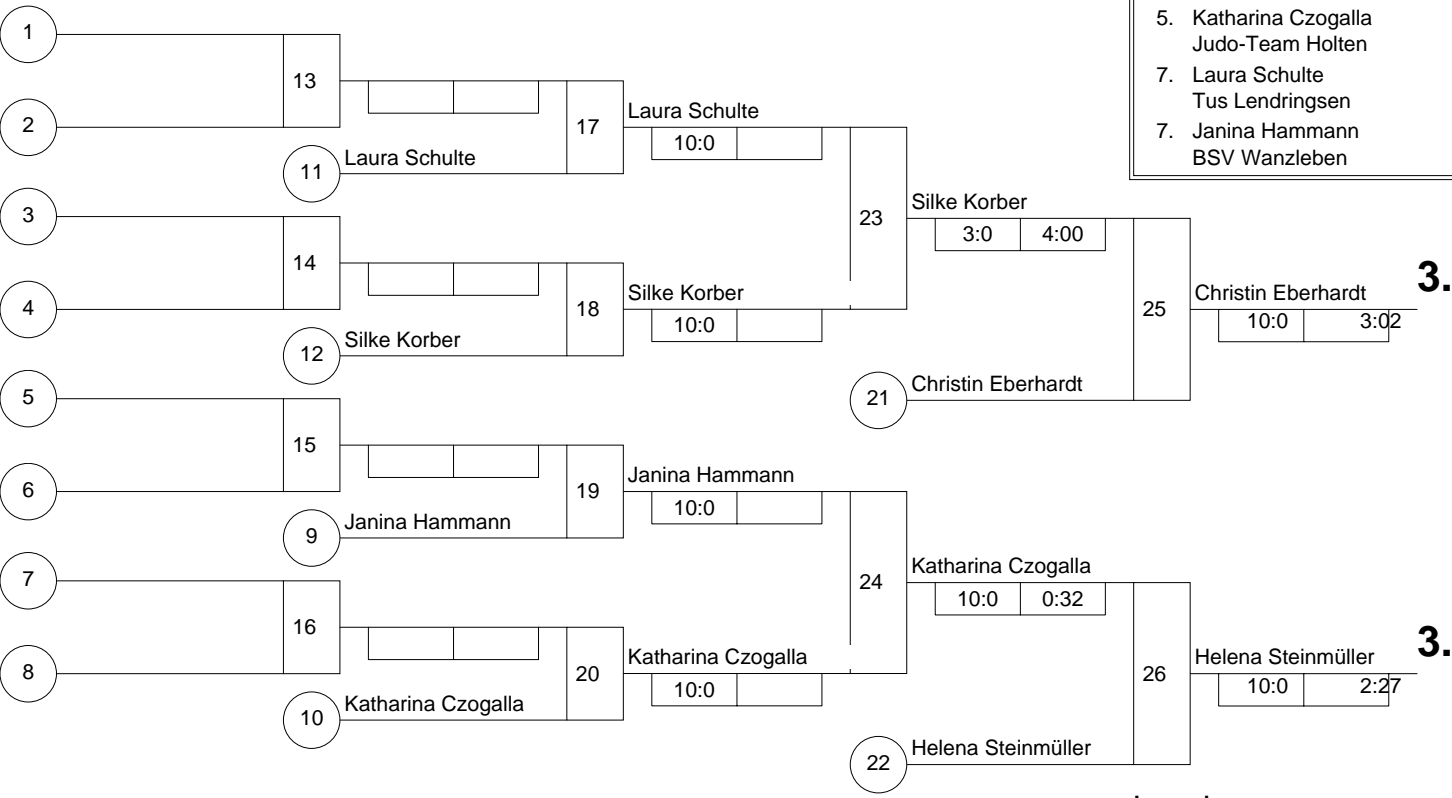 5. Katharina Czogalla
Judo-Team Holten
7. Laura Schulte
Tus Lendringsen
7. Janina Hammann
BSV Wanzleben
1
13
2
17
Laura Schulte
10:0
11
Laura Schulte
3
23
Silke Korber
3:0 4:00
14
4
18
Silke Korber
10:0
12
Silke Korber
25
Christin Eberhardt
10:0 3:02
3.
21
Christin Eberhardt
5
15
6
19
Janina Hammann
10:0
9
Janina Hammann
7
24
Katharina Czogalla
10:0 0:32
16
8
20
Katharina Czogalla
10:0
10
Katharina Czogalla
26
Helena Steinmüller
10:0 2:27
3.
22
Helena Steinmüller